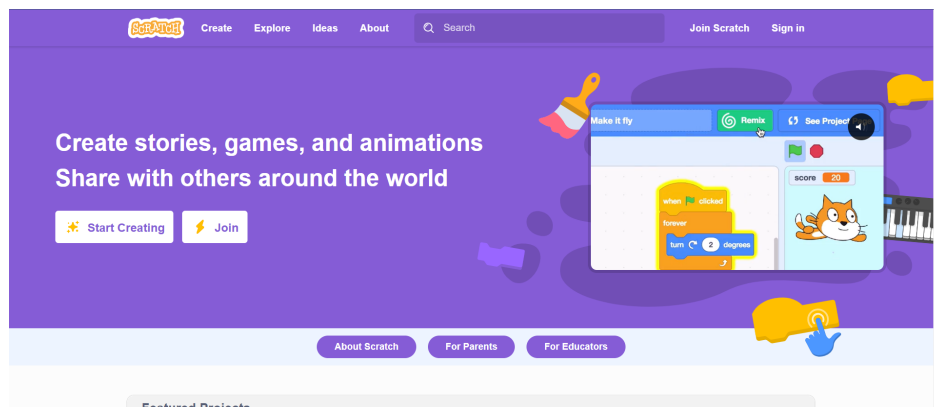 SCRATCH Create Explore Ideas About Search Join Scratch Sign in
Make it fly Remix See Project
Create stories, games, and animations
Share with others around the world
score 20
when clicked
forever
turn 2 degrees
Start Creating Join
About Scratch For Parents For Educators
Featured Projects